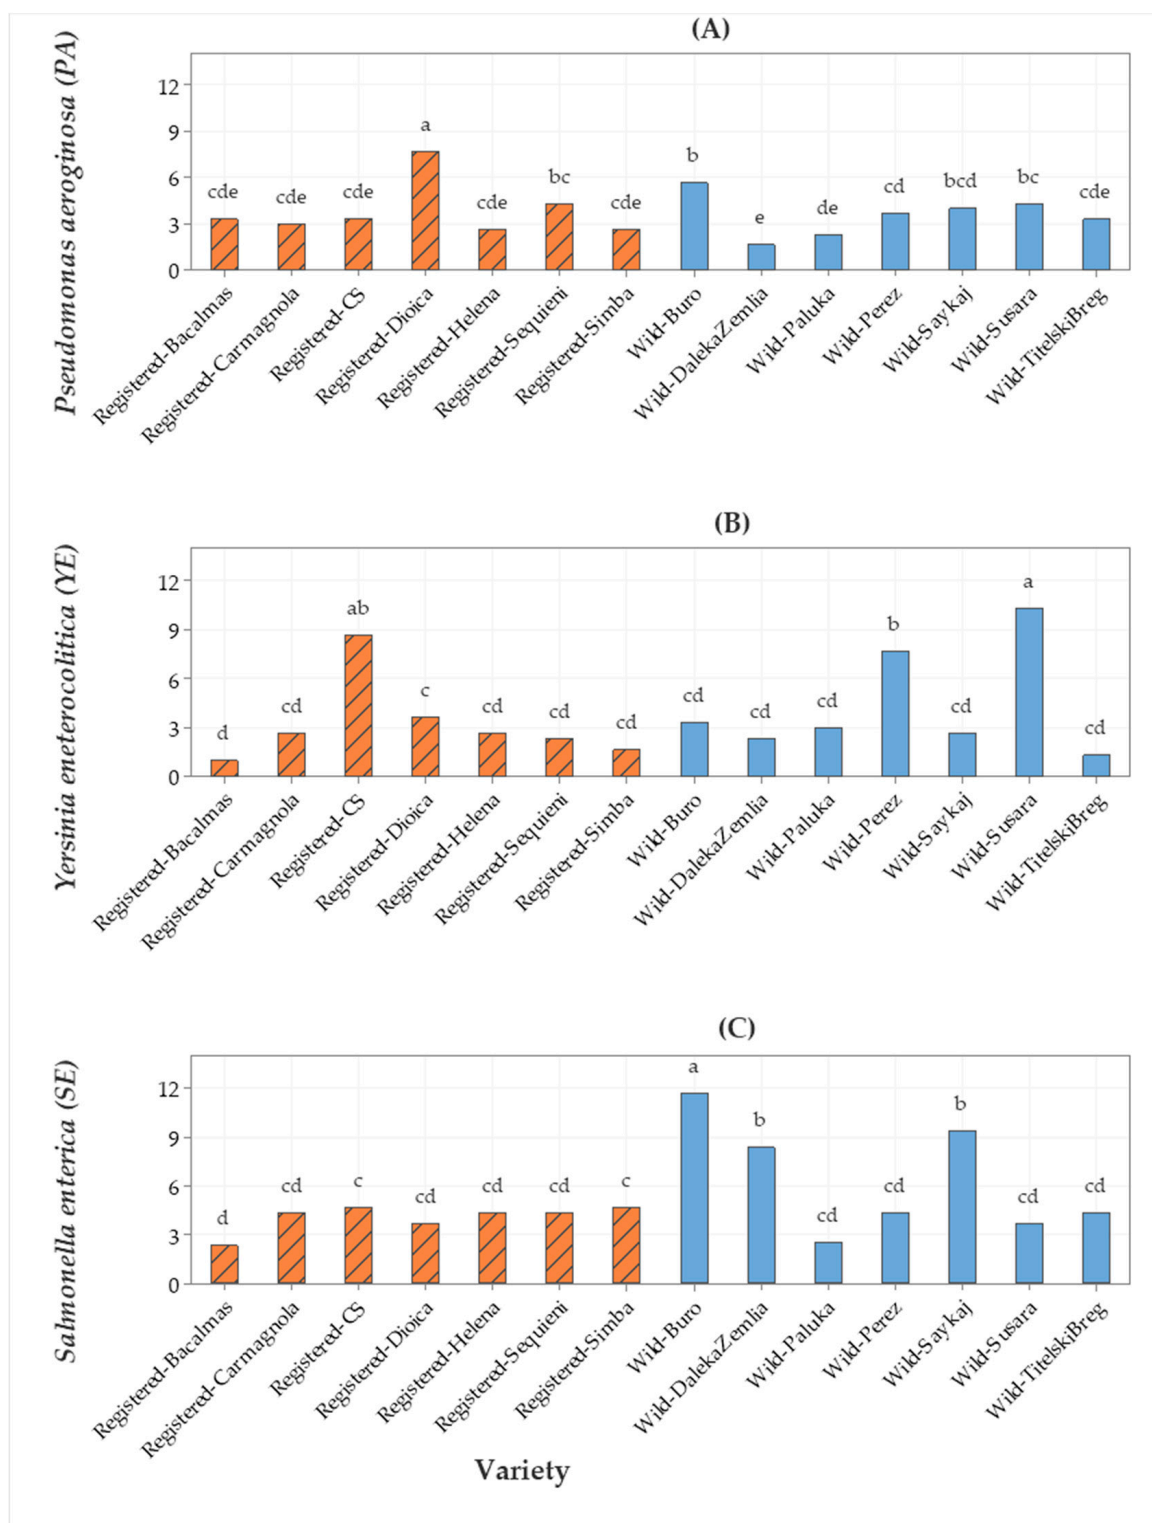 (A)
Pseudomonas aeroginosa (PA)
12
9
6
3
0
cde
cde
cde
a
cde
bc
cde
b
e
de
cd
bcd
bc
cde
Registered-Bacalmas
Registered-Carmagnola
Registered-CS
Registered-Dioica
Registered-Helena
Registered-Sequieni
Registered-Simba
Wild-Buro
Wild-DalekaZemlia
Wild-Paluka
Wild-Perez
Wild-Saykaj
Wild-Susara
Wild-TitelskiBreg
(B)
Yersinia eneterocolitica (YE)
12
9
6
3
0
d
cd
ab
c
cd
cd
cd
cd
cd
cd
b
cd
a
cd
Registered-Bacalmas
Registered-Carmagnola
Registered-CS
Registered-Dioica
Registered-Helena
Registered-Sequieni
Registered-Simba
Wild-Buro
Wild-DalekaZemlia
Wild-Paluka
Wild-Perez
Wild-Saykaj
Wild-Susara
Wild-TitelskiBreg
(C)
Salmonella enterica (SE)
12
9
6
3
0
d
cd
c
cd
cd
cd
c
a
b
cd
cd
b
cd
cd
Registered-Bacalmas
Registered-Carmagnola
Registered-CS
Registered-Dioica
Registered-Helena
Registered-Sequieni
Registered-Simba
Wild-Buro
Wild-DalekaZemlia
Wild-Paluka
Wild-Perez
Wild-Saykaj
Wild-Susara
Wild-TitelskiBreg
Variety